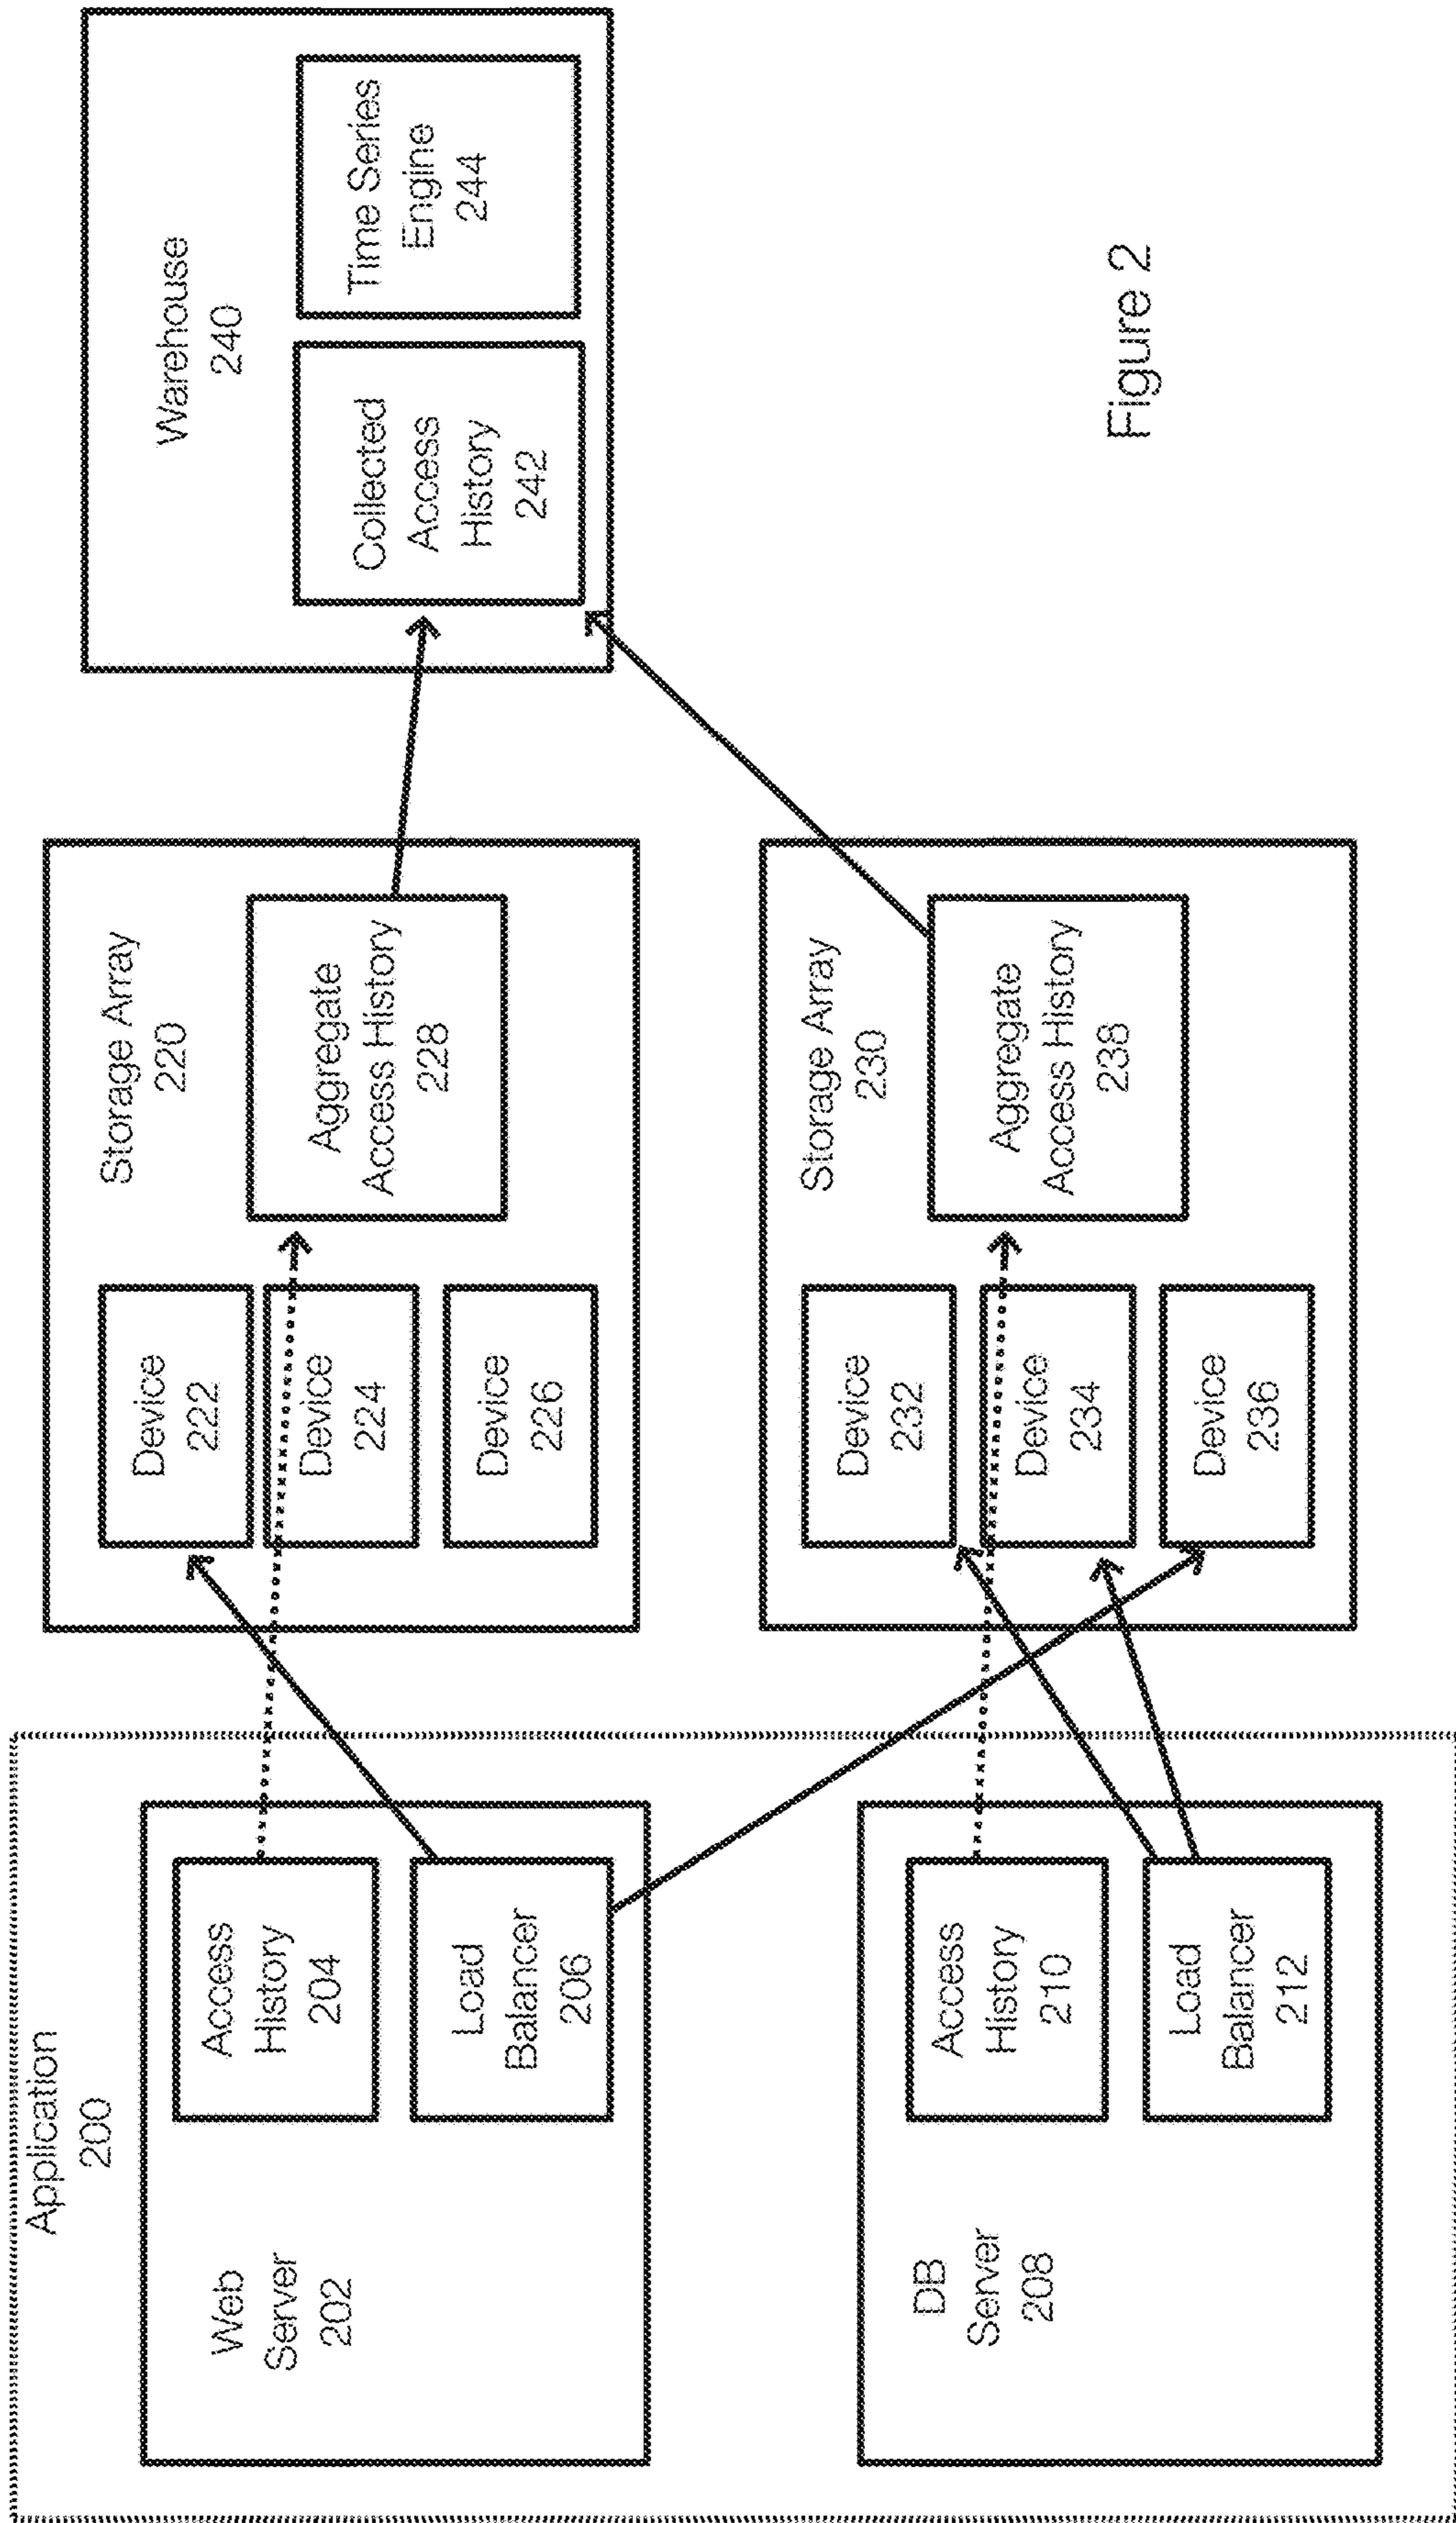 Application
200
Web
Server
202
Access
History
204
Load
Balancer
206
DB
Server
208
Access
History
210
Load
Balancer
212
Storage Array
220
Device
222
Device
224
Device
226
Aggregate
Access History
228
Storage Array
230
Device
232
Device
234
Device
236
Aggregate
Access History
238
Warehouse
240
Collected
Access
History
242
Time Series
Engine
244
Figure 2